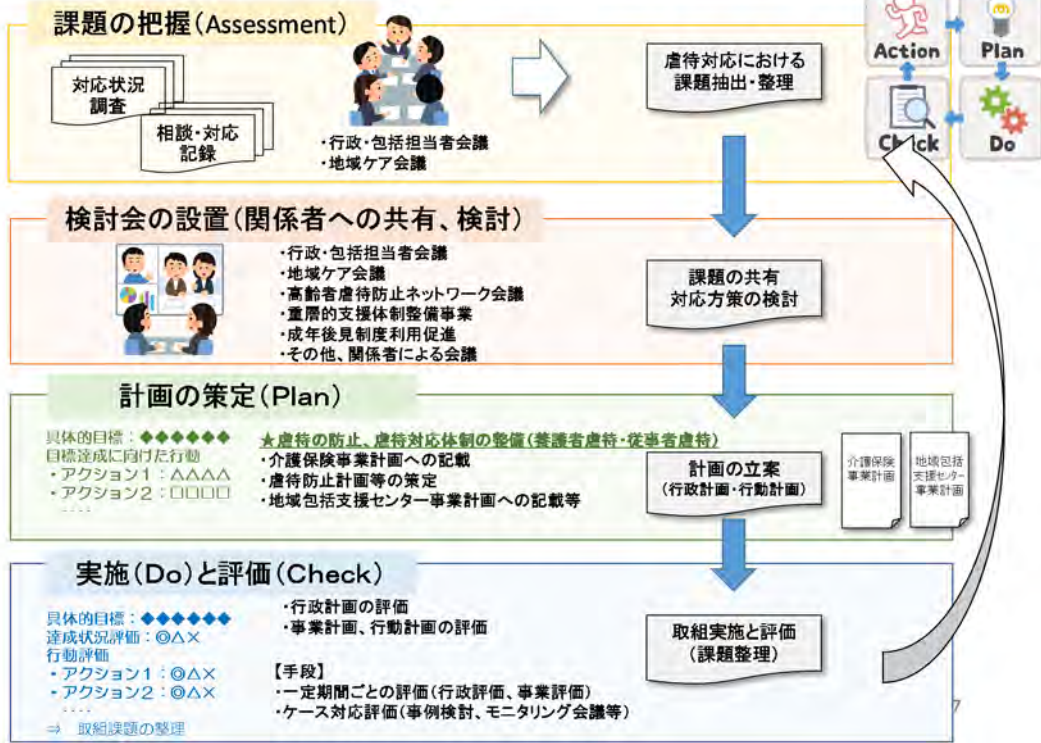 課題の把握(Assessment)
対応状況
調査
相談・対応
記録
・行政・包括担当者会議
・地域ケア会議
虐待対応における
課題抽出・整理
Action
Plan
Check
Do
検討会の設置(関係者への共有、検討)
・行政・包括担当者会議
・地域ケア会議
・高齢者虐待防止ネットワーク会議
・重層的支援体制整備事業
・成年後見制度利用促進
・その他、関係者による会議
課題の共有
対応方策の検討
計画の策定(Plan)
具体的目標:◆◆◆◆◆◆
目標達成に向けた行動
・アクション1:△△△△
・アクション2:□□□□
‥‥
★虐待の防止、虐待対応体制の整備(養護者虐待・従事者虐待)
・介護保険事業計画への記載
・虐待防止計画等の策定
・地域包括支援センター事業計画への記載等
計画の立案
(行政計画・行動計画)
介護保険
事業計画
地域包括
支援センター
事業計画
実施(Do)と評価(Check)
具体的目標:◆◆◆◆◆◆
達成状況評価:◎△×
行動評価
・アクション1:◎△×
・アクション2:◎△×
‥‥
⇒ 取組課題の整理
・行政計画の評価
・事業計画、行動計画の評価
【手段】
・一定期間ごとの評価(行政評価、事業評価)
・ケース対応評価(事例検討、モニタリング会議等)
取組実施と評価
(課題整理)
7